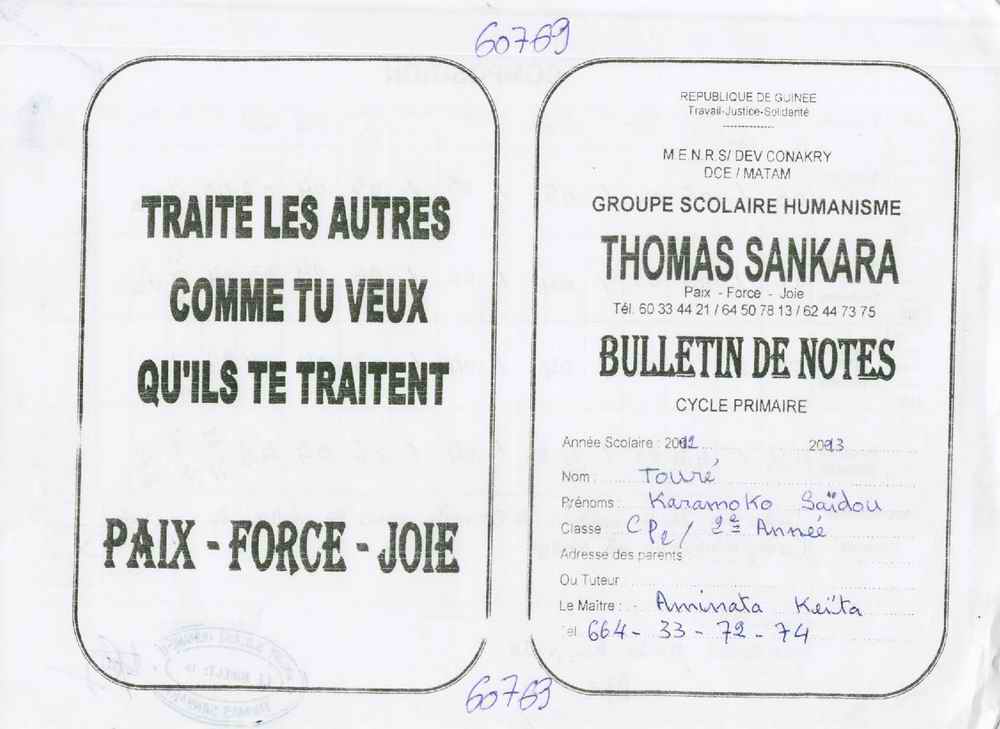 60769
TRAITE LES AUTRES
COMME TU VEUX
QU'ILS TE TRAITENT
PAIX - FORCE - JOIE
REPUBLIQUE DE GUINEE
Travail-Justice-Solidarité
M.E.N.R.S/ DEV CONAKRY
DCE / MATAM
GROUPE SCOLAIRE HUMANISME
THOMAS SANKARA
Paix - Force - Joie
Tél. 60 33 44 21 / 64 50 78 13 / 62 44 73 75
BULLETIN DE NOTES
CYCLE PRIMAIRE
Année Scolaire : 2012 2013
Nom : Touré
Prénoms : Karamoko Saïdou
Classe : CP2 / 2è Année
Adresse des parents
Ou Tuteur
Le Maître : Aminata Keïta
Tel 664 - 33 - 72 - 74
60769